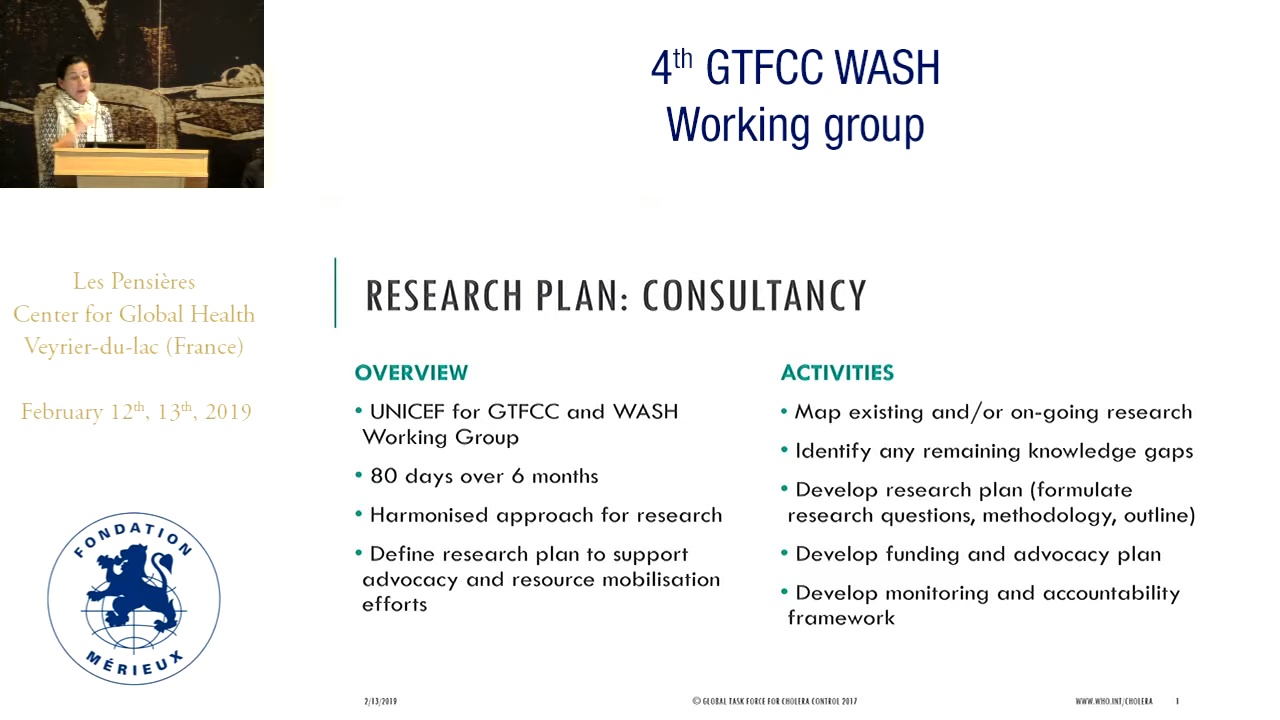 4th GTFCC WASH
Working group
Les Pensières
Center for Global Health
Veyrier-du-lac (France)
February 12th, 13th, 2019
FONDATION
MÉRIEUX
RESEARCH PLAN: CONSULTANCY
OVERVIEW
• UNICEF for GTFCC and WASH
Working Group
• 80 days over 6 months
• Harmonised approach for research
• Define research plan to support
advocacy and resource mobilisation
efforts
ACTIVITIES
• Map existing and/or on-going research
• Identify any remaining knowledge gaps
• Develop research plan (formulate
research questions, methodology, outline)
• Develop funding and advocacy plan
• Develop monitoring and accountability
framework
2/13/2019
© GLOBAL TASK FORCE FOR CHOLERA CONTROL 2017
WWW.WHO.INT/CHOLERA
1